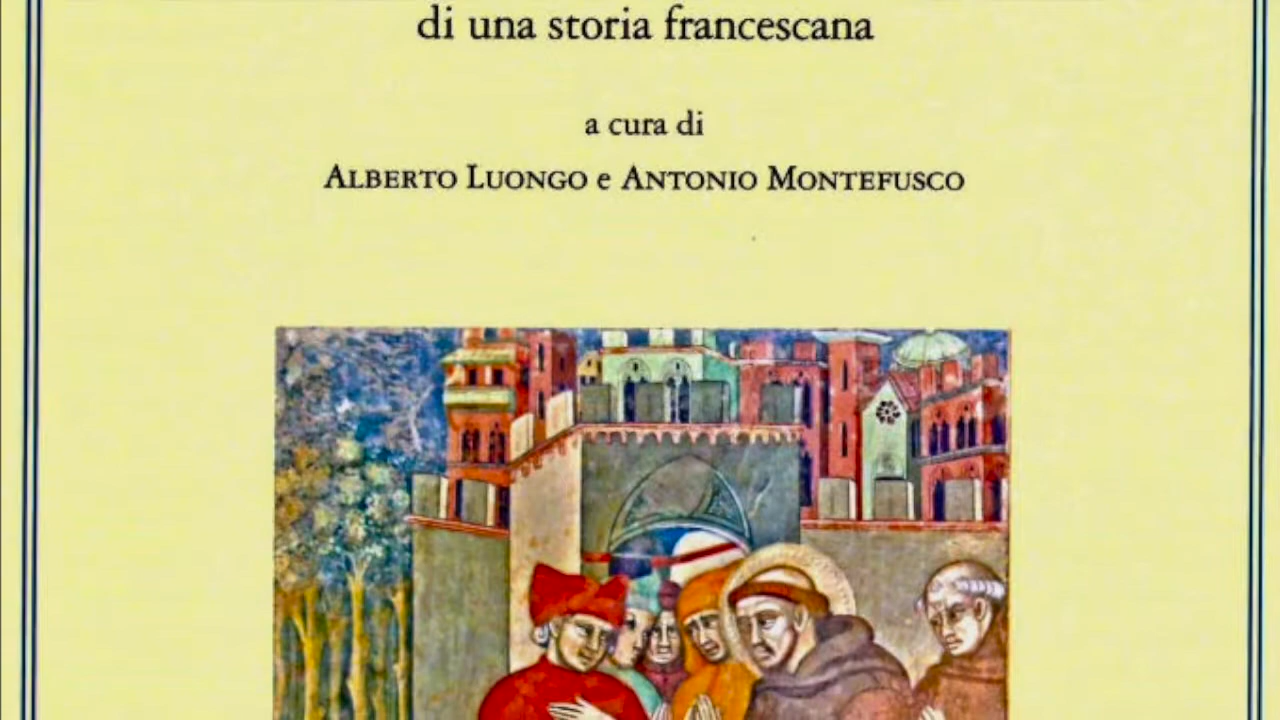 di una storia francescana
a cura di
ALBERTO LUONGO e ANTONIO MONTEFUSCO